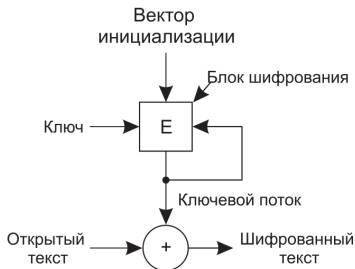 Вектор
инициализации
Блок шифрования
Ключ
E
Ключевой поток
Открытый
текст
+
Шифрованный
текст